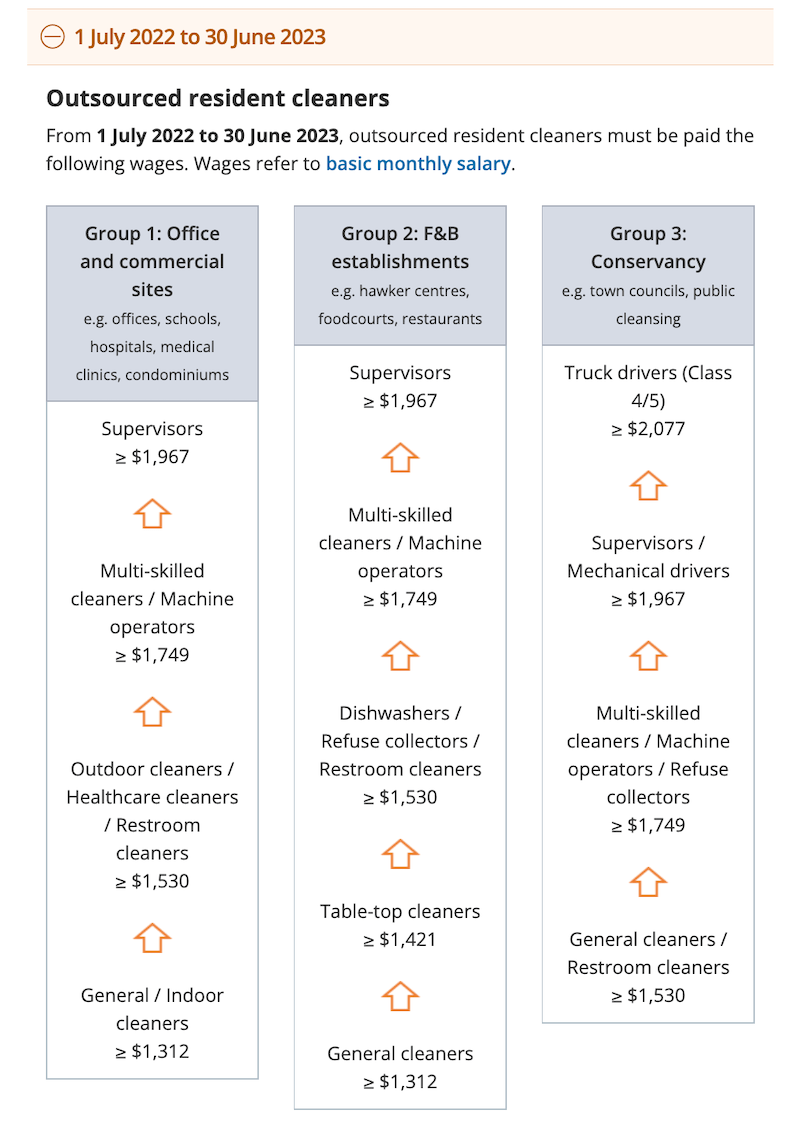 1 July 2022 to 30 June 2023
Outsourced resident cleaners
From 1 July 2022 to 30 June 2023, outsourced resident cleaners must be paid the
following wages. Wages refer to basic monthly salary.
Group 1: Office
and commercial
sites
e.g. offices, schools,
hospitals, medical
clinics, condominiums
Supervisors
≥ $1,967
Multi-skilled
cleaners / Machine
operators
≥ $1,749
Outdoor cleaners /
Healthcare cleaners
/ Restroom
cleaners
≥ $1,530
General / Indoor
cleaners
≥ $1,312
Group 2: F&B
establishments
e.g. hawker centres,
foodcourts, restaurants
Supervisors
≥ $1,967
Multi-skilled
cleaners / Machine
operators
≥ $1,749
Dishwashers /
Refuse collectors /
Restroom cleaners
≥ $1,530
Table-top cleaners
≥ $1,421
General cleaners
≥ $1,312
Group 3:
Conservancy
e.g. town councils, public
cleansing
Truck drivers (Class
4/5)
≥ $2,077
Supervisors /
Mechanical drivers
≥ $1,967
Multi-skilled
cleaners / Machine
operators / Refuse
collectors
≥ $1,749
General cleaners /
Restroom cleaners
≥ $1,530